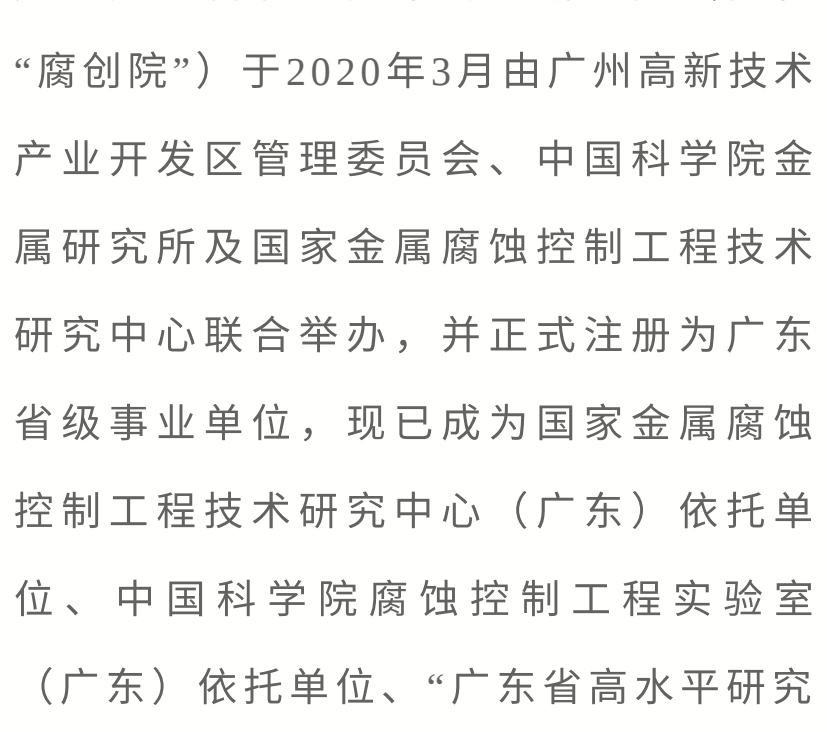 “腐创院”）于2020年3月由广州高新技术
产业开发区管理委员会、中国科学院金
属研究所及国家金属腐蚀控制工程技术
研究中心联合举办，并正式注册为广东
省级事业单位，现已成为国家金属腐蚀
控制工程技术研究中心（广东）依托单
位、中国科学院腐蚀控制工程实验室
（广东）依托单位、“广东省高水平研究